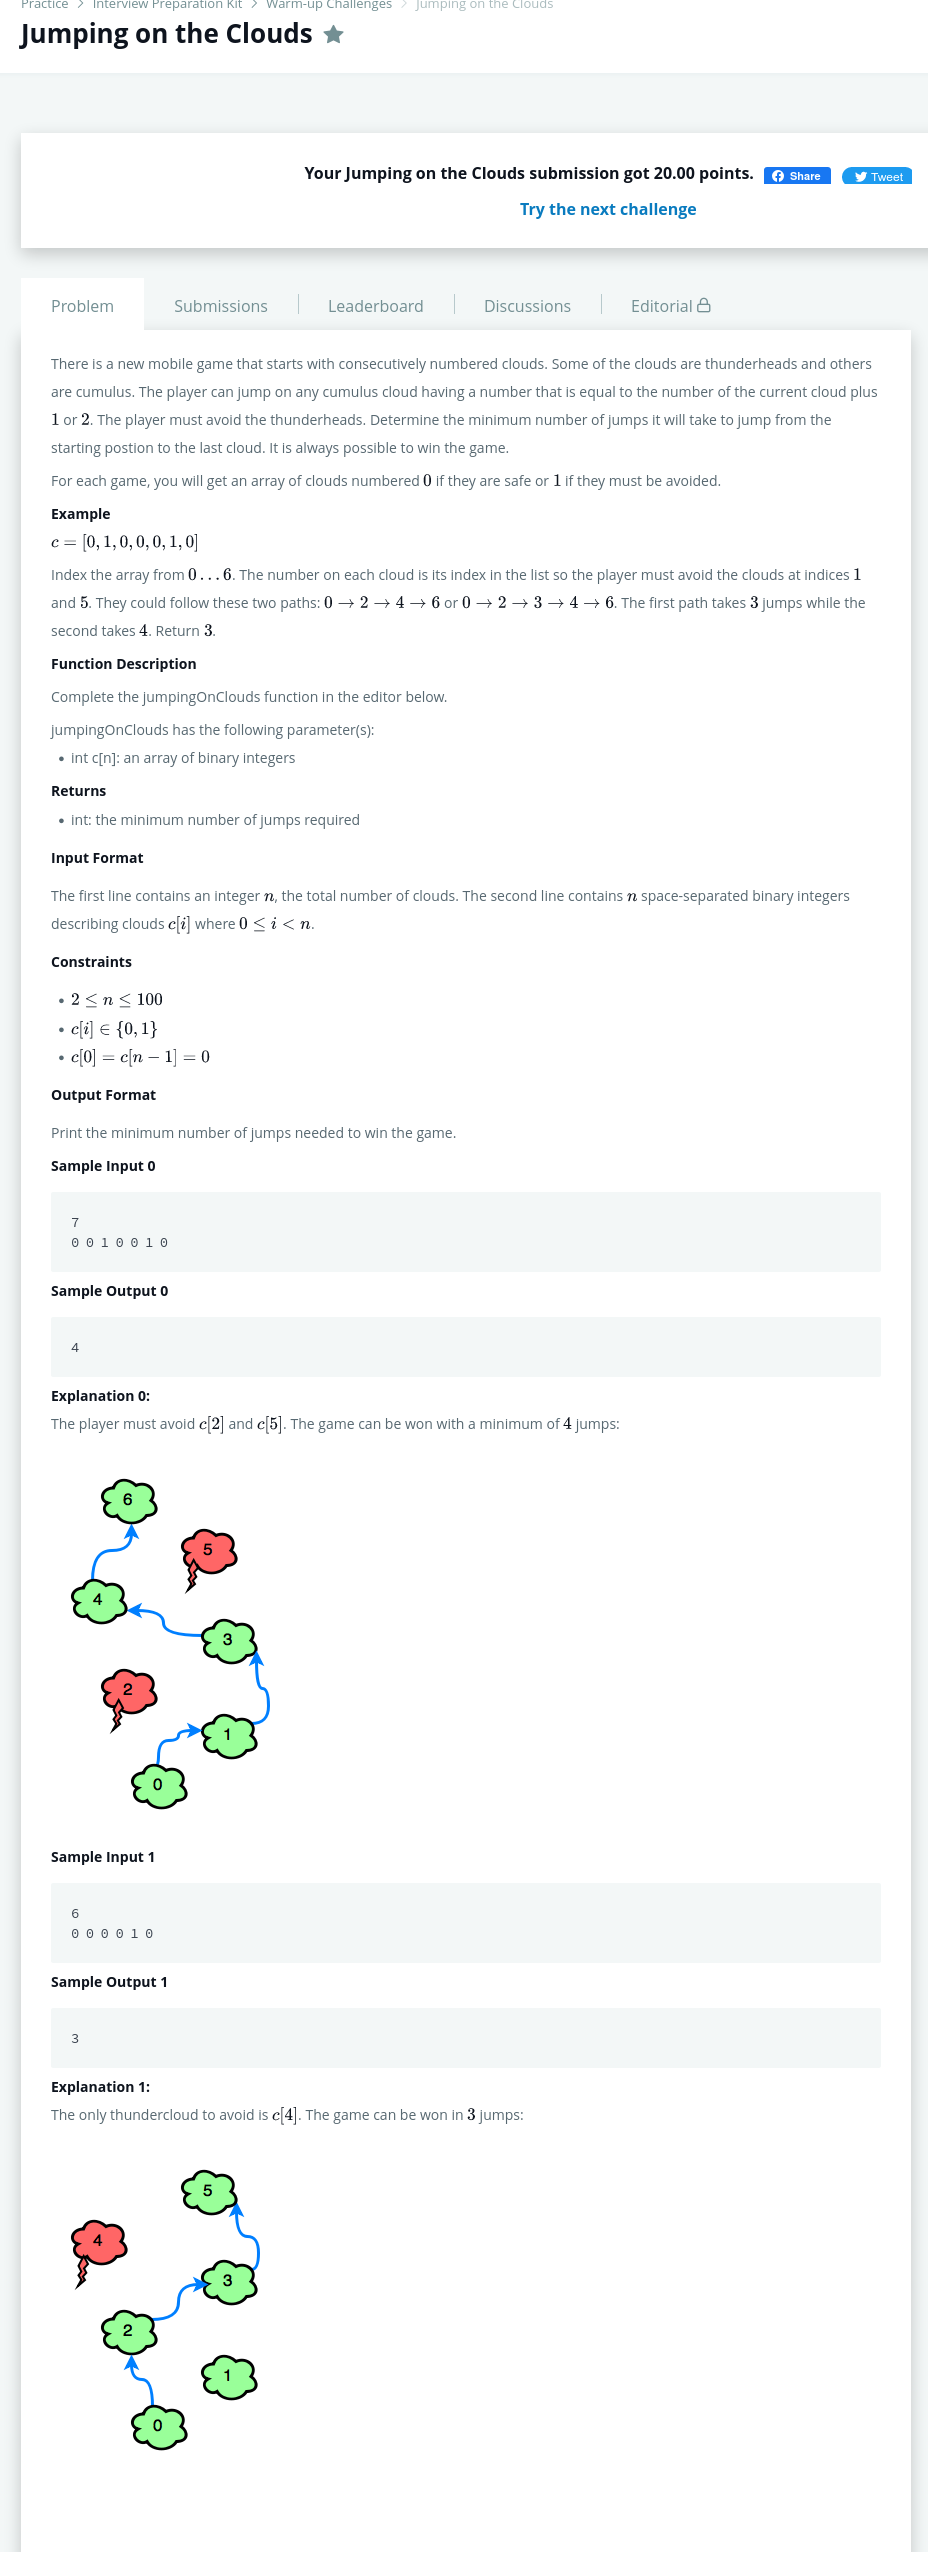 Practice > Interview Preparation Kit > Warm-up Challenges > Jumping on the Clouds
Jumping on the Clouds
Your Jumping on the Clouds submission got 20.00 points. Share Tweet
Try the next challenge
Problem Submissions Leaderboard Discussions Editorial
There is a new mobile game that starts with consecutively numbered clouds. Some of the clouds are thunderheads and others
are cumulus. The player can jump on any cumulus cloud having a number that is equal to the number of the current cloud plus
1 or 2. The player must avoid the thunderheads. Determine the minimum number of jumps it will take to jump from the
starting postion to the last cloud. It is always possible to win the game.
For each game, you will get an array of clouds numbered 0 if they are safe or 1 if they must be avoided.
Example
c = [0, 1, 0, 0, 0, 1, 0]
Index the array from 0 . . . 6. The number on each cloud is its index in the list so the player must avoid the clouds at indices 1
and 5. They could follow these two paths: 0 → 2 → 4 → 6 or 0 → 2 → 3 → 4 → 6. The first path takes 3 jumps while the
second takes 4. Return 3.
Function Description
Complete the jumpingOnClouds function in the editor below.
jumpingOnClouds has the following parameter(s):
• int c[n]: an array of binary integers
Returns
• int: the minimum number of jumps required
Input Format
The first line contains an integer n, the total number of clouds. The second line contains n space-separated binary integers
describing clouds c[i] where 0 ≤ i < n.
Constraints
• 2 ≤ n ≤ 100
• c[i] ∈ {0, 1}
• c[0] = c[n − 1] = 0
Output Format
Print the minimum number of jumps needed to win the game.
Sample Input 0
7
0 0 1 0 0 1 0
Sample Output 0
4
Explanation 0:
The player must avoid c[2] and c[5]. The game can be won with a minimum of 4 jumps:
6
5
4
3
2
1
0
Sample Input 1
6
0 0 0 0 1 0
Sample Output 1
3
Explanation 1:
The only thundercloud to avoid is c[4]. The game can be won in 3 jumps:
5
4
3
2
1
0